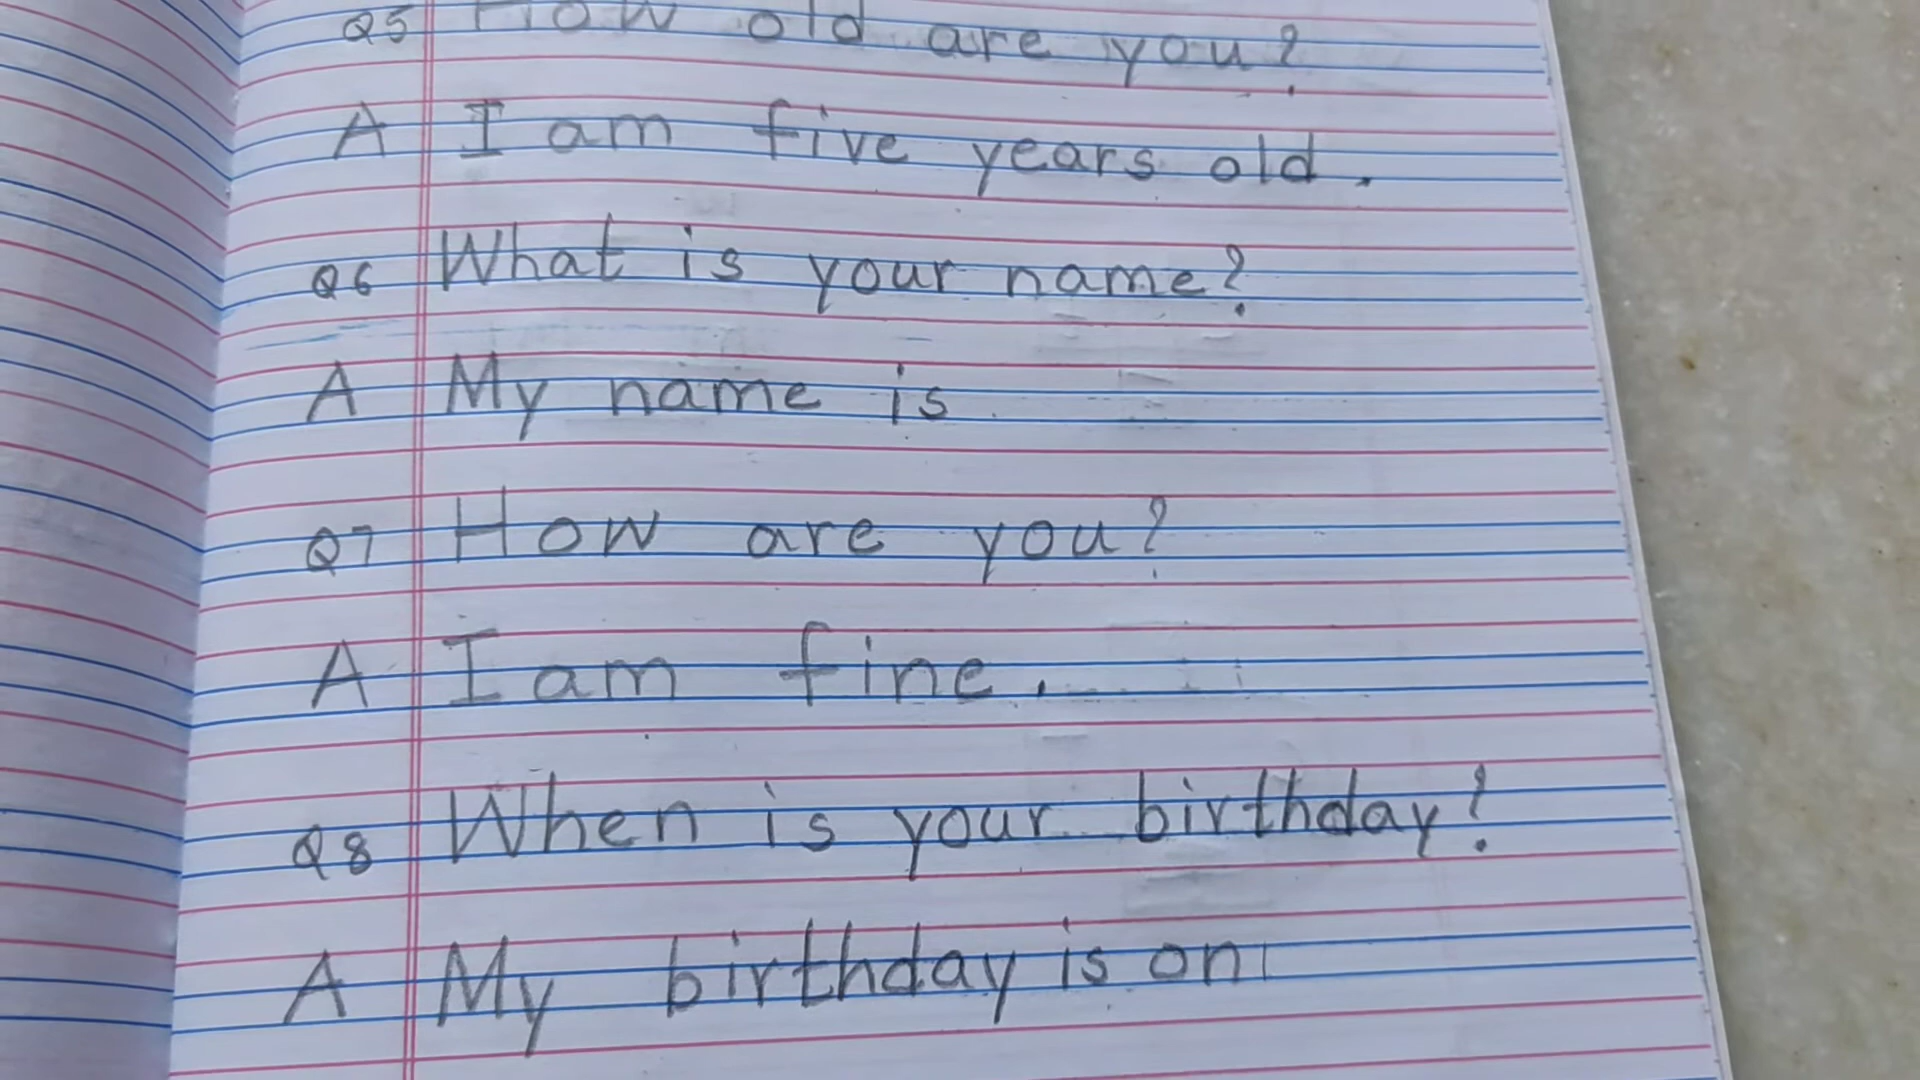 Q5 How old are you?
A I am five years old.
Q6 What is your name?
A My name is
Q7 How are you?
A I am fine.
Q8 When is your birthday?
A My birthday is on